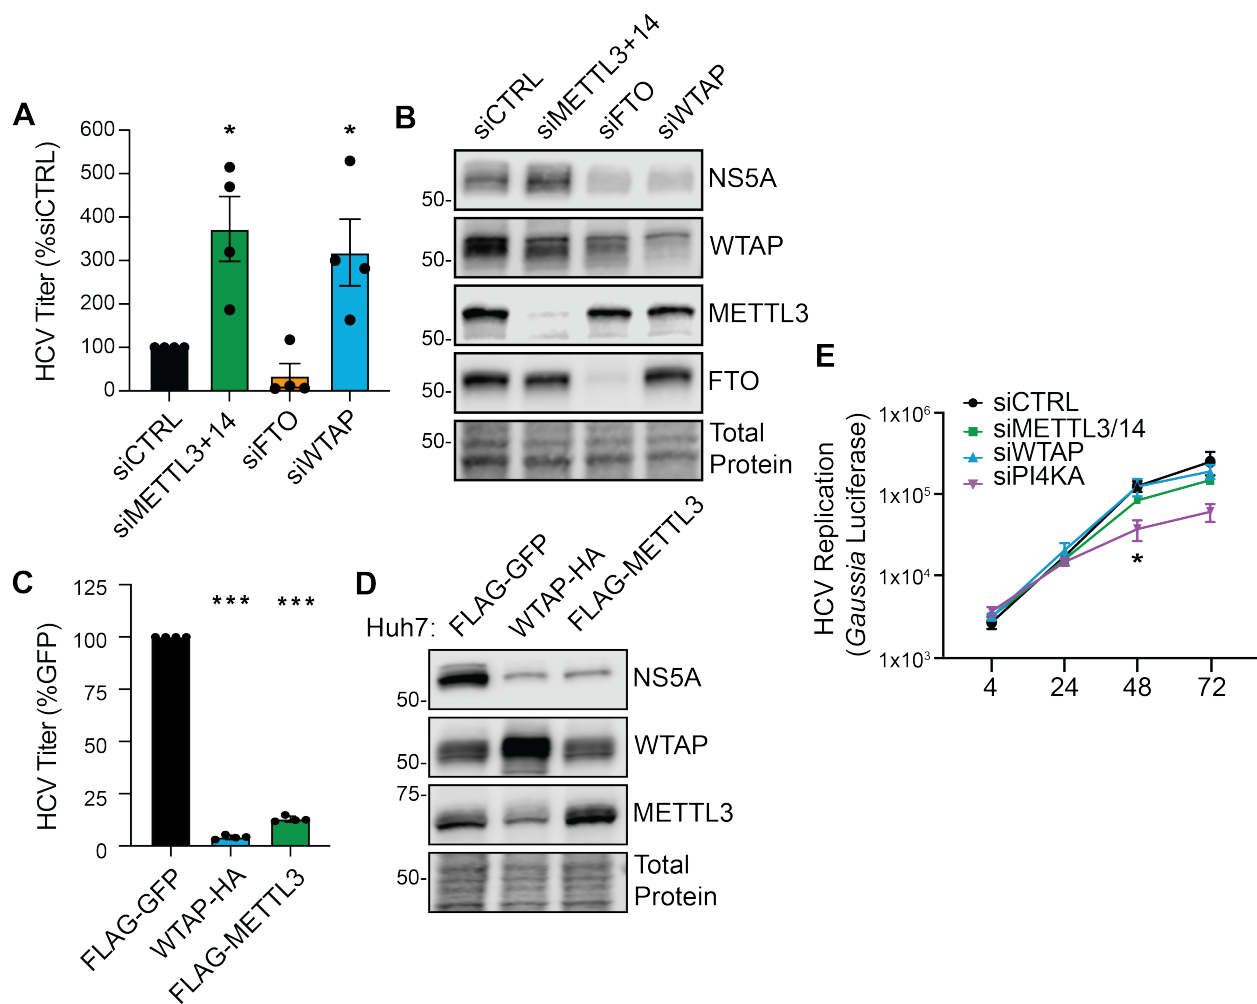 A
HCV Titer (%siCTRL)
600
500
400
300
200
100
0
*
*
siCTRL
siMETTL3+14
siFTO
siWTAP
B
siCTRL
siMETTL3+14
siFTO
siWTAP
50-
NS5A
50-
WTAP
50-
METTL3
50-
FTO
50-
Total
Protein
C
HCV Titer (%GFP)
125
100
75
50
25
0
***
***
FLAG-GFP
WTAP-HA
FLAG-METTL3
D
Huh7:
FLAG-GFP
WTAP-HA
FLAG-METTL3
50-
NS5A
50-
WTAP
75-
METTL3
50-
Total
Protein
E
HCV Replication
(Gaussia Luciferase)
1x10⁶
1x10⁵
1x10⁴
1x10³
siCTRL
siMETTL3/14
siWTAP
siPI4KA
*
4
24
48
72